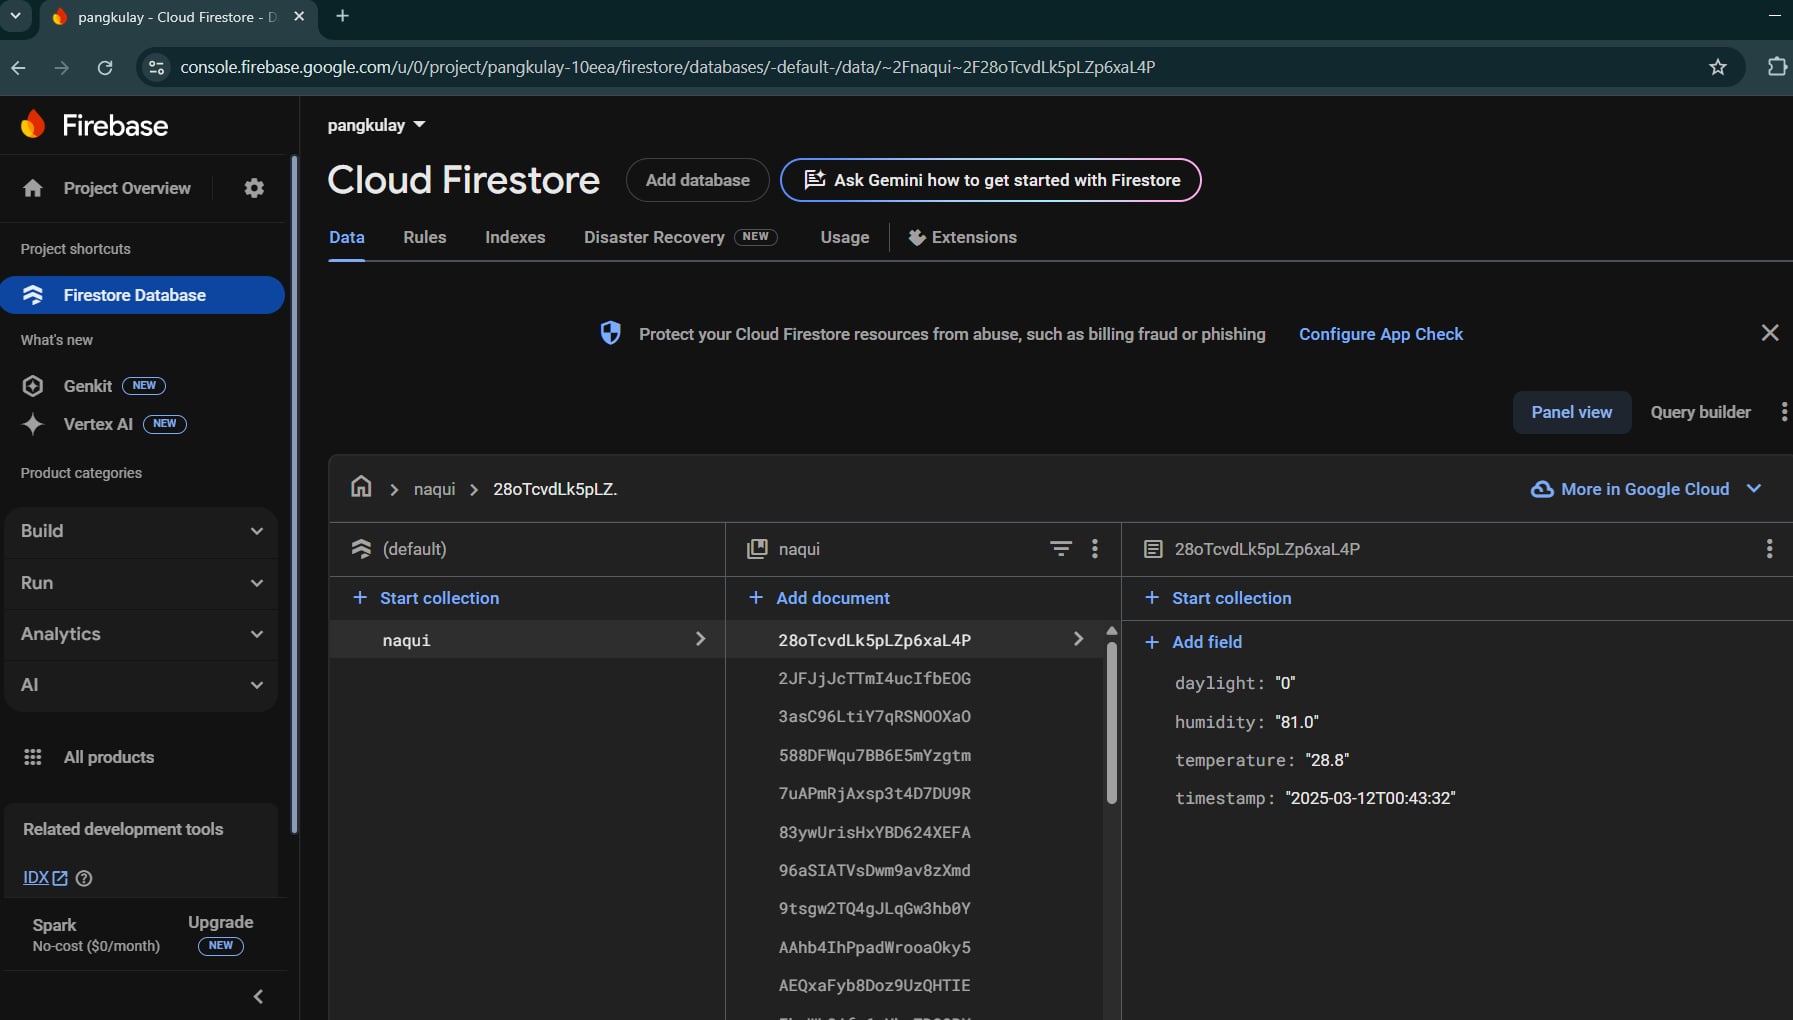 pangkulay - Cloud Firestore - D
console.firebase.google.com/u/0/project/pangkulay-10eea/firestore/databases/-default-/data/~2Fnaqui~2F28oTcvdLk5pLZp6xaL4P
Firebase
Project Overview
Project shortcuts
Firestore Database
What's new
Genkit NEW
Vertex AI NEW
Product categories
Build
Run
Analytics
AI
All products
Related development tools
IDX
Spark
No-cost ($0/month)
Upgrade
NEW
pangkulay
Cloud Firestore
Add database
Ask Gemini how to get started with Firestore
Data Rules Indexes Disaster Recovery NEW Usage Extensions
Protect your Cloud Firestore resources from abuse, such as billing fraud or phishing Configure App Check
Panel view Query builder
naqui 28oTcvdLk5pLZ.
More in Google Cloud
(default)
Start collection
naqui
naqui
Add document
28oTcvdLk5pLZp6xaL4P
2JFJjJcTTmI4ucIfbEOG
3asC96LtiY7qRSNOOXaO
588DFWqu7BB6E5mYzgtm
7uAPmRjAxsp3t4D7DU9R
83ywUrisHxYBD624XEFA
96aSIATVsDwm9av8zXmd
9tsgw2TQ4gJLqGw3hb0Y
AAhb4IhPpadWrooaOky5
AEQxaFyb8Doz9UzQHTIE
28oTcvdLk5pLZp6xaL4P
Start collection
Add field
daylight: "0"
humidity: "81.0"
temperature: "28.8"
timestamp: "2025-03-12T00:43:32"